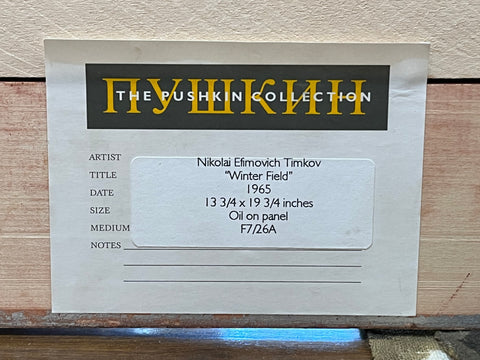 ПУШКИН
THE PUSHKIN COLLECTION
ARTIST
Nikolai Efimovich Timkov
TITLE
"Winter Field"
DATE
1965
SIZE
13 3/4 x 19 3/4 inches
MEDIUM
Oil on panel
F7/26A
NOTES